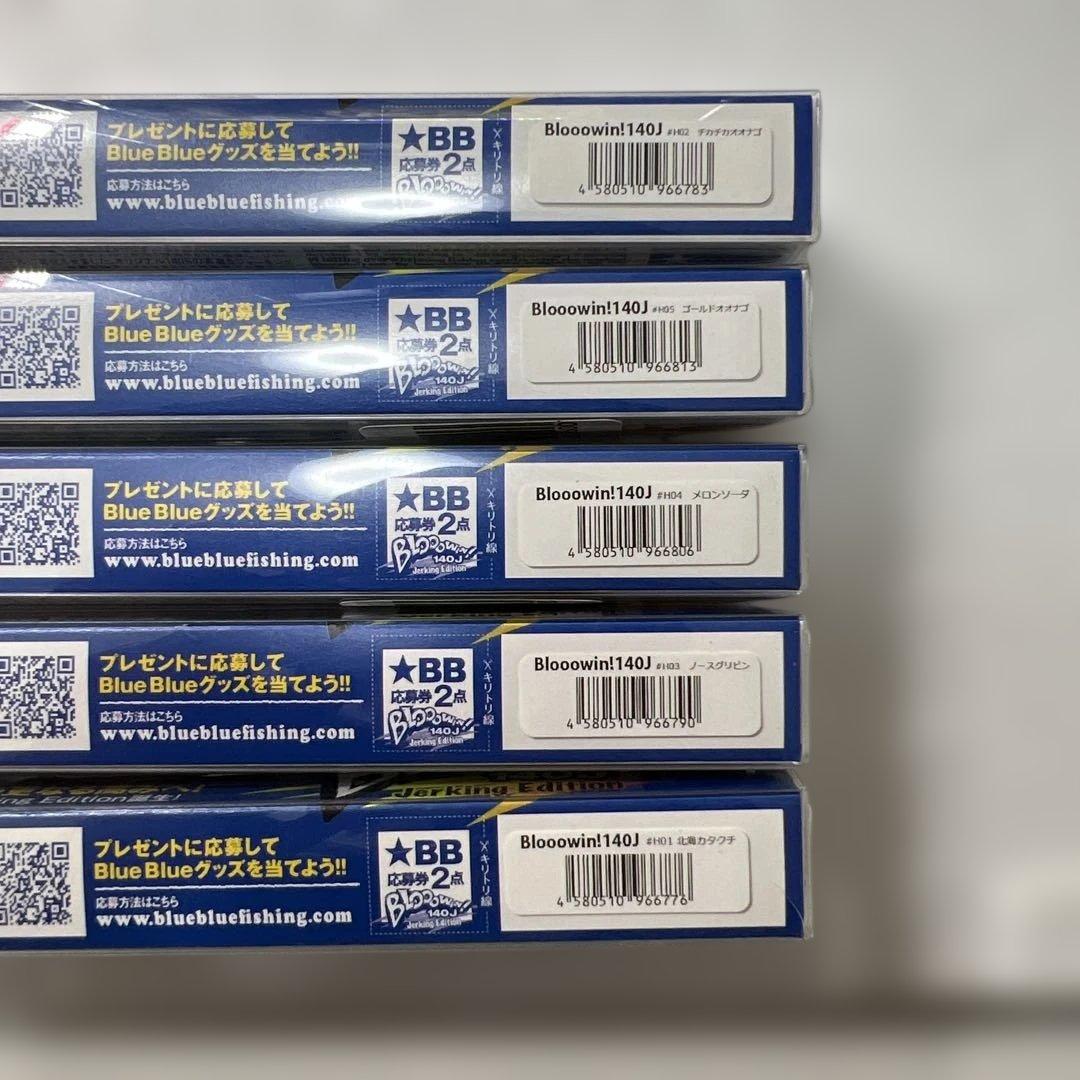 プレゼントに応募して
Blue Blueグッズを当てよう!!
応募方法はこちら
www.bluebluefishing.com
★BB
応募券2点
Blooowin!
キリトリ線
Blooowin!140J #H02 チカチカオオナゴ
4 580510 966783
プレゼントに応募して
Blue Blueグッズを当てよう!!
応募方法はこちら
www.bluebluefishing.com
★BB
応募券2点
Blooowin!
140J
Jerking Edition
キリトリ線
Blooowin!140J #H05 ゴールドオオナゴ
4 580510 966813
プレゼントに応募して
Blue Blueグッズを当てよう!!
応募方法はこちら
www.bluebluefishing.com
★BB
応募券2点
Blooowin!
140J
Jerking Edition
キリトリ線
Blooowin!140J #H04 メロンソーダ
4 580510 966806
プレゼントに応募して
Blue Blueグッズを当てよう!!
応募方法はこちら
www.bluebluefishing.com
★BB
応募券2点
Blooowin!
140J
Jerking Edition
キリトリ線
Blooowin!140J #H03 ノースグリピン
4 580510 966790
Edition誕生!
140J
Jerking Edition
プレゼントに応募して
Blue Blueグッズを当てよう!!
応募方法はこちら
www.bluebluefishing.com
★BB
応募券2点
Blooowin!
140J
Jerking Edition
キリトリ線
Blooowin!140J #H01 北海カタクチ
4 580510 966776